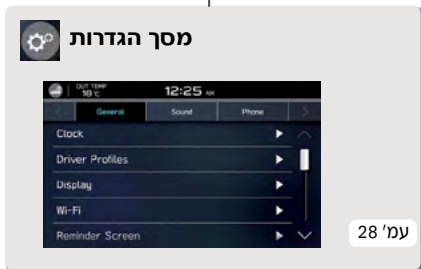 מסך הגדרות
OUT TEMP
18°c
12:25 AM
General Sound Phone
Clock
Driver Profiles
Display
Wi-Fi
Reminder Screen
עמ' 28